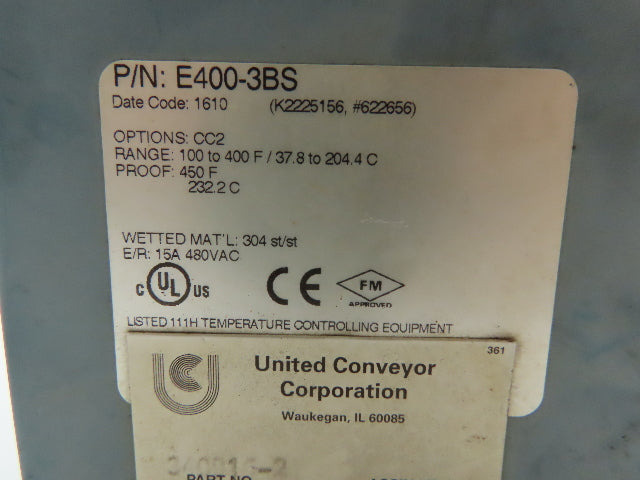 P/N: E400-3BS
Date Code: 1610 (K2225156, #622656)
OPTIONS: CC2
RANGE: 100 to 400 F / 37.8 to 204.4 C
PROOF: 450 F
232.2 C
WETTED MAT'L: 304 st/st
E/R: 15A 480VAC
C UL US CE FM
APPROVED
LISTED 111H TEMPERATURE CONTROLLING EQUIPMENT
361
United Conveyor
Corporation
Waukegan, IL 60085
PART NO.